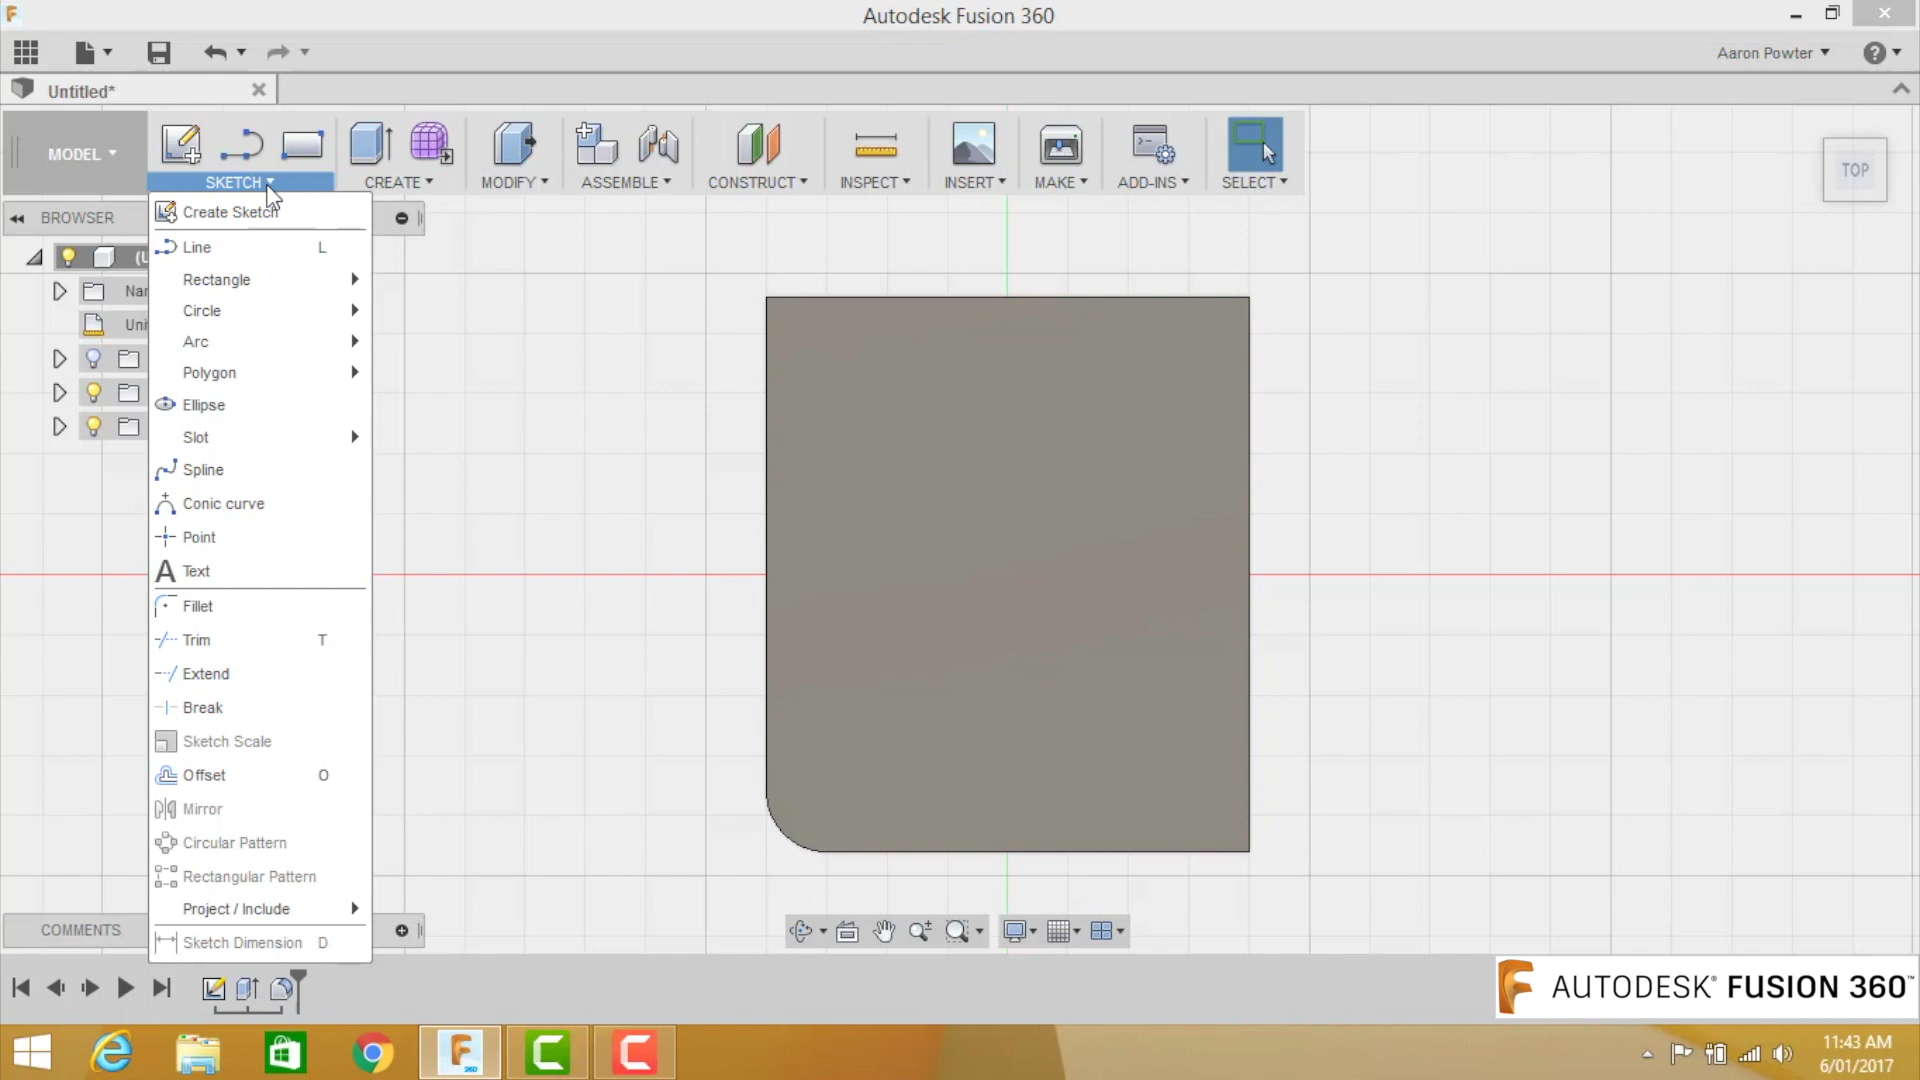 Autodesk Fusion 360
Aaron Powter
Untitled*
MODEL
SKETCH
CREATE
MODIFY
ASSEMBLE
CONSTRUCT
INSPECT
INSERT
MAKE
ADD-INS
SELECT
TOP
BROWSER
Create Sketch
Line L
Rectangle
Circle
Arc
Polygon
Ellipse
Slot
Spline
Conic curve
Point
Text
Fillet
Trim T
Extend
Break
Sketch Scale
Offset O
Mirror
Circular Pattern
Rectangular Pattern
Project / Include
Sketch Dimension D
(U
Nar
Uni
COMMENTS
AUTODESK® FUSION 360™
11:43 AM
6/01/2017